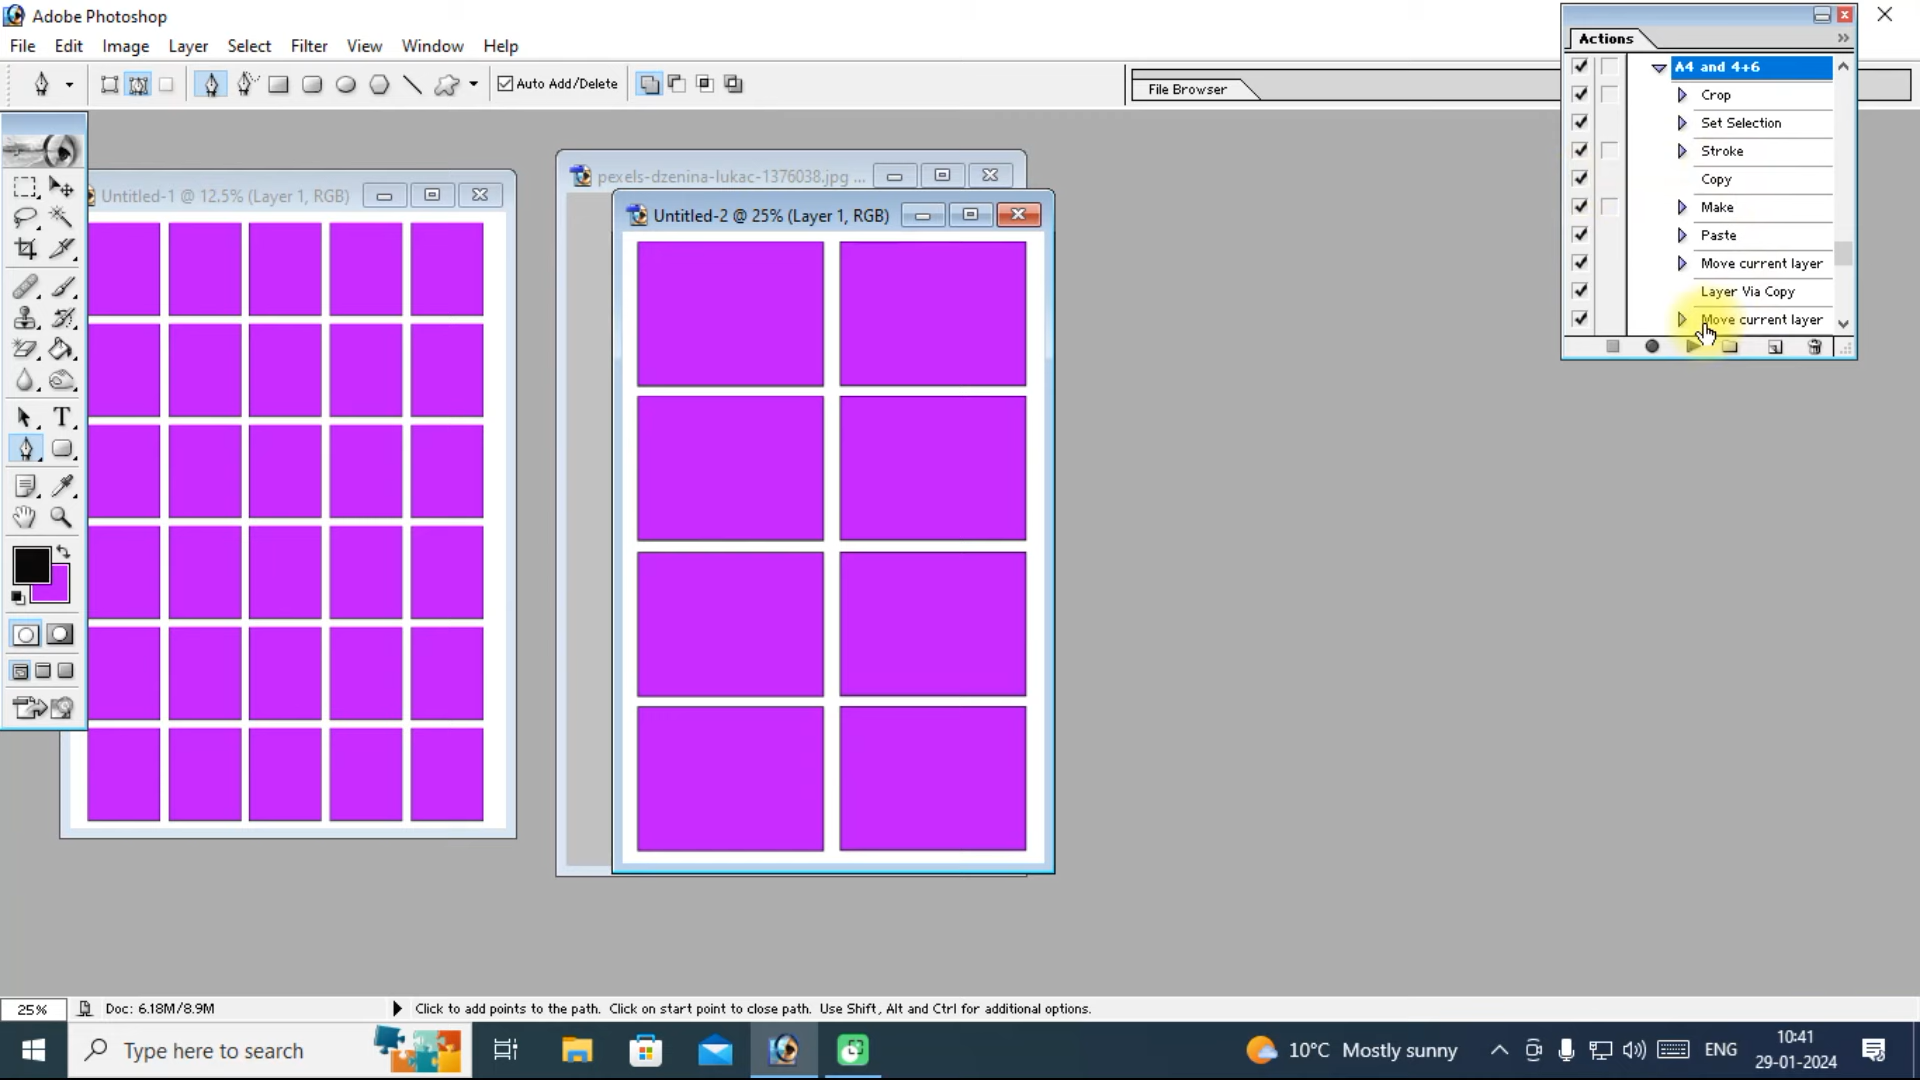 Adobe Photoshop
File Edit Image Layer Select Filter View Window Help
Auto Add/Delete
File Browser
Actions
A4 and 4+6
Crop
Set Selection
Stroke
Copy
Make
Paste
Move current layer
Layer Via Copy
Move current layer
Untitled-1 @ 12.5% (Layer 1, RGB)
pexels-dzenina-lukac-1376038.jpg ...
Untitled-2 @ 25% (Layer 1, RGB)
T
25% Doc: 6.18M/8.9M Click to add points to the path. Click on start point to close path. Use Shift, Alt and Ctrl for additional options.
Type here to search
10°C Mostly sunny
ENG
10:41
29-01-2024